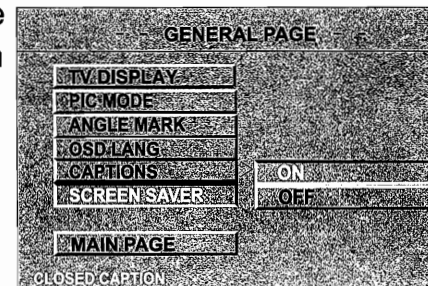 e
n
GENERAL PAGE
TV DISPLAY
PIC MODE
ANGLE MARK
OSD LANG
CAPTIONS
SCREEN SAVER
ON
OFF
MAIN PAGE
CLOSED CAPTION